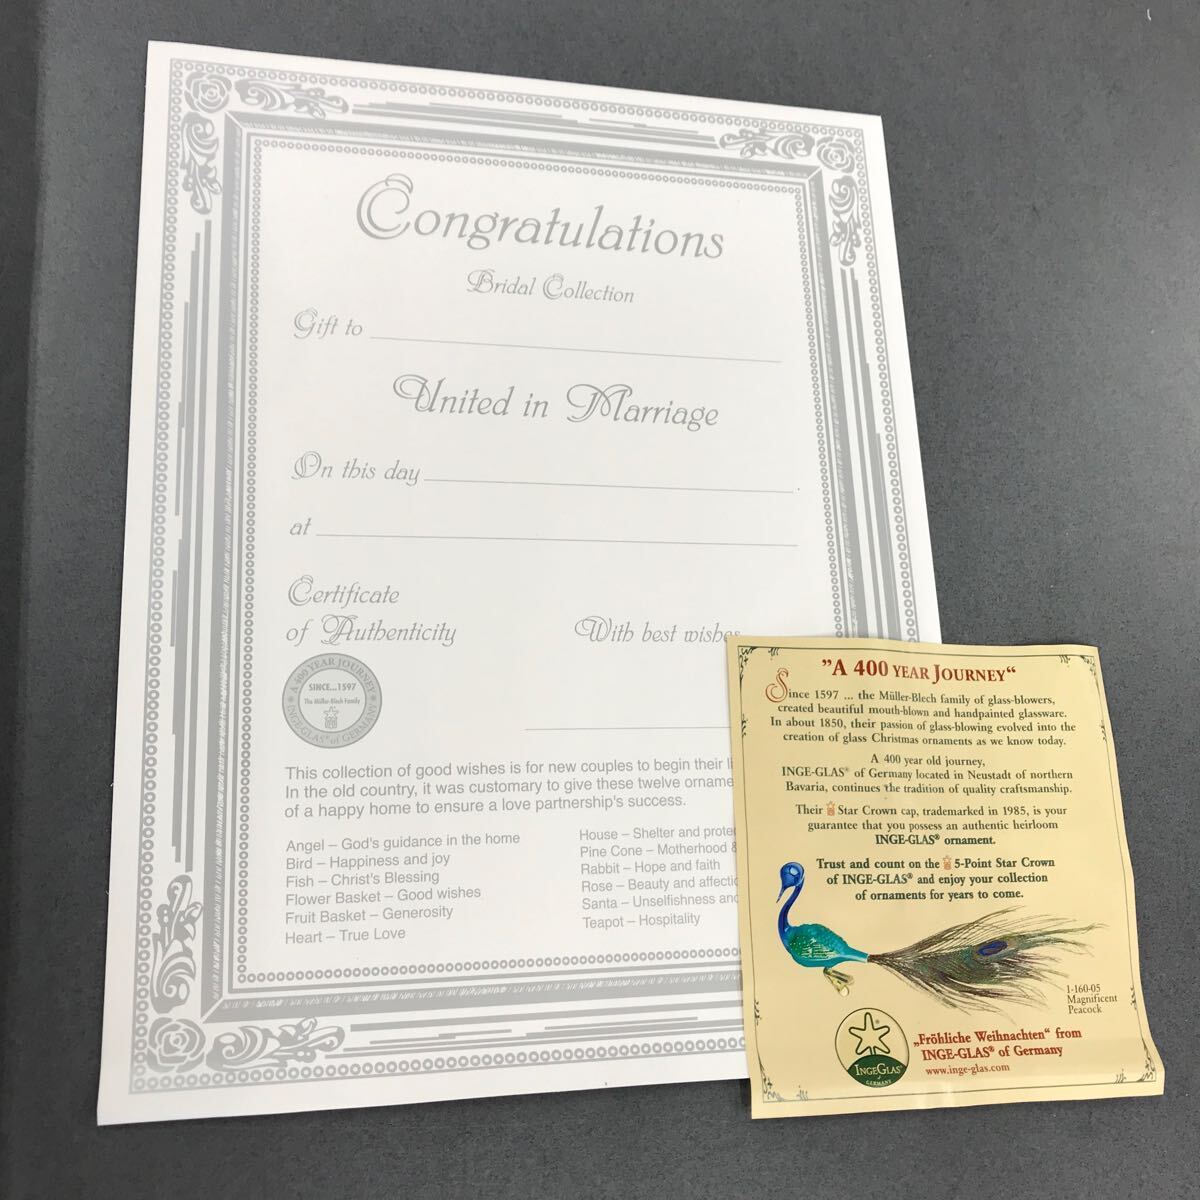 Congratulations
Bridal Collection
Gift to
United in Marriage
On this day
at
Certificate
of Authenticity
With best wishes
A 400 YEAR JOURNEY
SINCE...1597
The Müller-Blech Family
INGE-GLAS® of GERMANY
This collection of good wishes is for new couples to begin their
In the old country, it was customary to give these twelve
of a happy home to ensure a love partnership's success.
Angel – God's guidance in the home
Bird – Happiness and joy
Fish – Christ's Blessing
Flower Basket – Good wishes
Fruit Basket – Generosity
Heart – True Love
House – Shelter and
Pine Cone – Motherhood &
Rabbit – Hope and faith
Rose – Beauty and
Santa – Unselfishness
Teapot – Hospitality
"A 400 YEAR JOURNEY“
Since 1597 ... the Müller-Blech family of glass-blowers,
created beautiful mouth-blown and handpainted glassware.
In about 1850, their passion of glass-blowing evolved into the
creation of glass Christmas ornaments as we know today.
A 400 year old journey,
INGE-GLAS® of Germany located in Neustadt of northern
Bavaria, continues the tradition of quality craftsmanship.
Their Star Crown cap, trademarked in 1985, is your
guarantee that you possess an authentic heirloom
INGE-GLAS® ornament.
Trust and count on the 5-Point Star Crown
of INGE-GLAS® and enjoy your collection
of ornaments for years to come.
1-160-05
Magnificent
Peacock
INGEGLAS®
of
GERMANY
„Fröhliche Weihnachten“ from
INGE-GLAS® of Germany
www.inge-glas.com